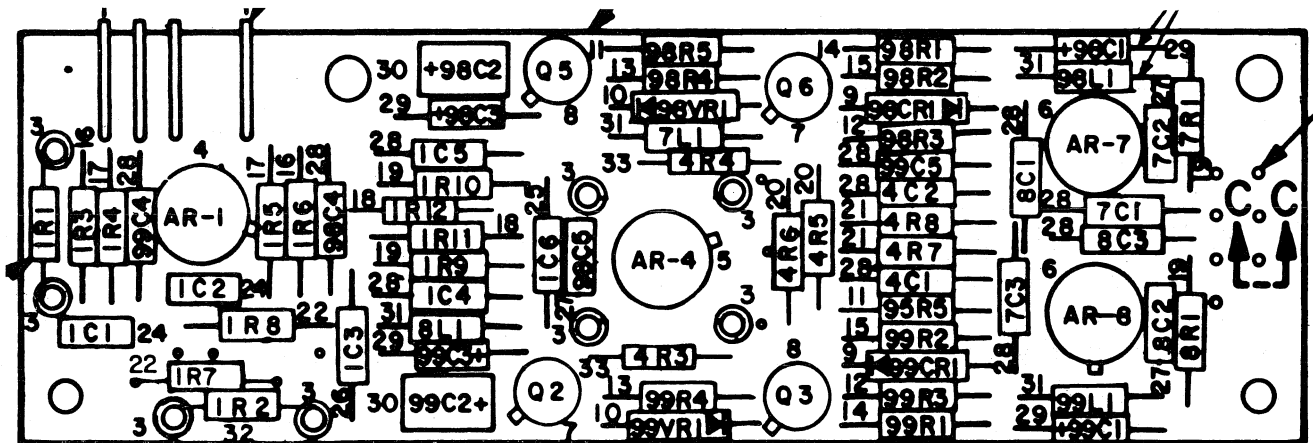 30 +98C2 Q5 11 98R5 14 98R1 +98C1 29
13 98R4 Q6 15 98R2 31 98L1 27
29 +98C3 8 10 98VR1 9 98CR1 6 7R1
3 16 4 17 16 28 31 7L1 7 12 98R3 28 AR-7 7C2
17 28 28 1C5 33 4R4 28 99C5 8C1
19 1R10 25 3 3 20 20 28 4C2 C C
1R1 1R3 1R4 99C4 AR-1 1R5 1R6 98C4 18 1R12 21 4R8 28 7C1
1R11 18 1C6 98C5 4R6 4R5 21 4R7 28 8C3
19 1R9 AR-4 5 28 4C1 6 19
1C2 24 28 1C4 27 3 11 95R5 7C3
3 1C1 24 1R8 22 1C3 31 8L1 3 3 15 99R2 AR-8 8C2 8R1
22 29 99C3+ 33 4R3 8 9 99CR1 28
1R7 26 Q2 13 99R4 Q3 12 99R3 31 99L1 27
3 1R2 3 30 99C2+ 10 99VR1 14 99R1 29 +99C1
32 7